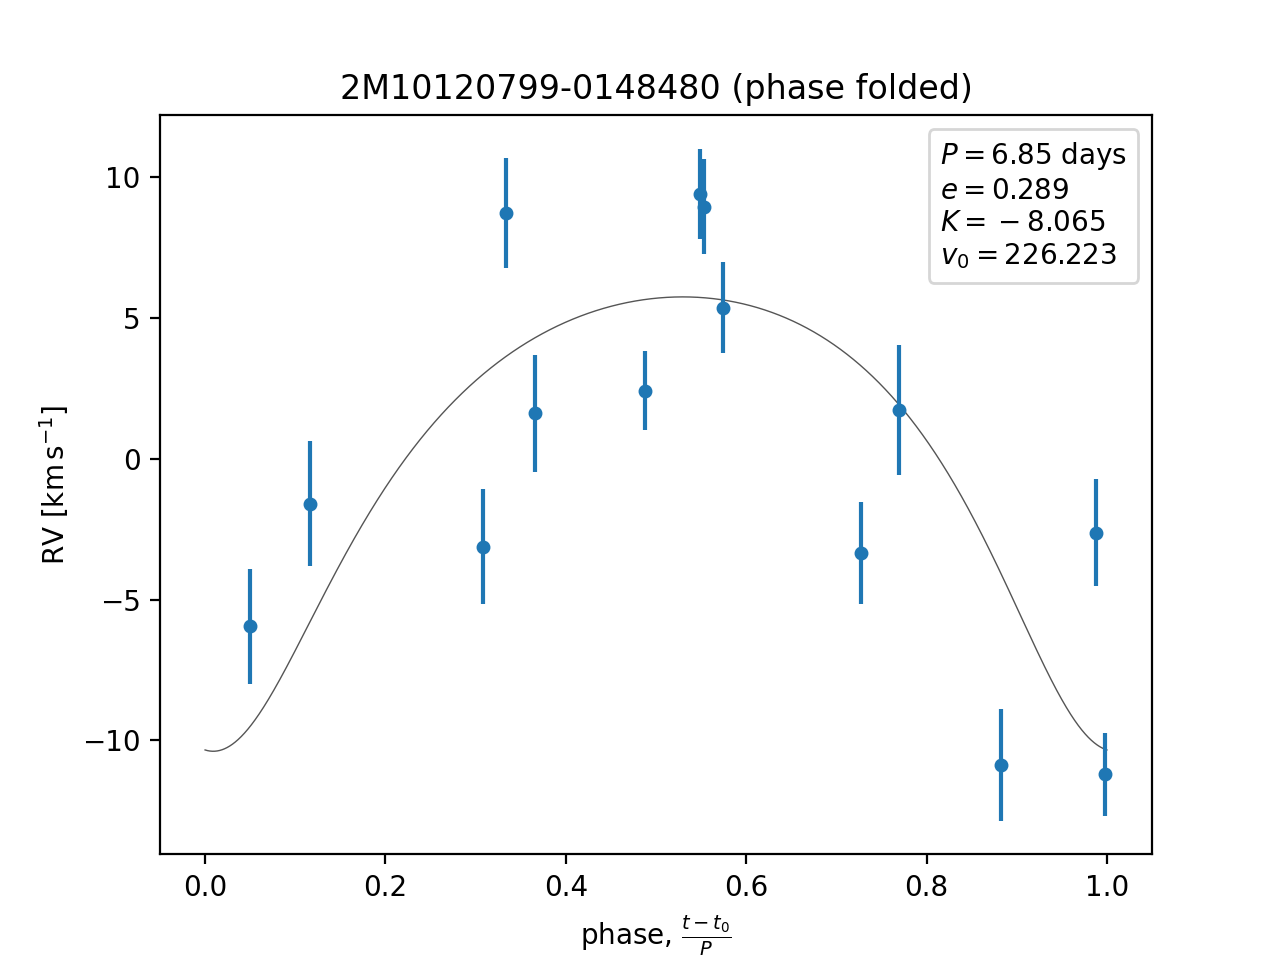 2M10120799-0148480 (phase folded)
P = 6.85 days
e = 0.289
K = −8.065
v₀ = 226.223
RV [km s⁻¹]
10
5
0
−5
−10
0.0 0.2 0.4 0.6 0.8 1.0
phase, (t − t₀)/P